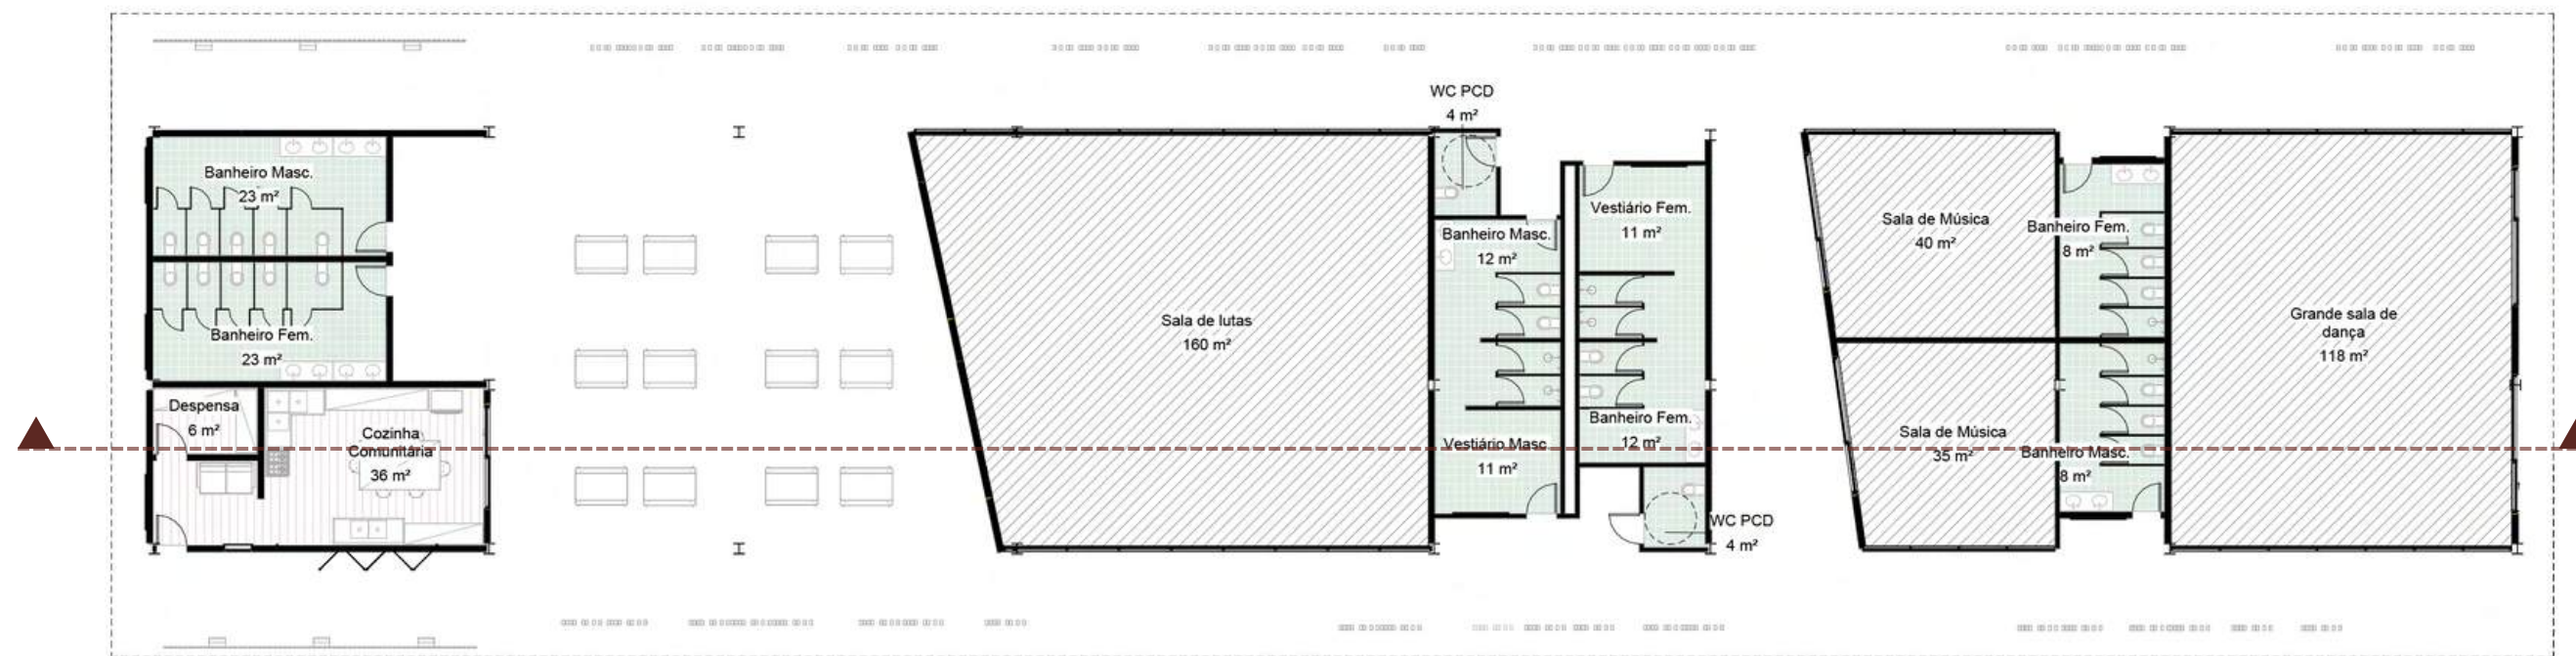 Banheiro Masc.
23 m²
Banheiro Fem.
23 m²
Despensa
6 m²
Cozinha
Comunitária
36 m²
Sala de lutas
160 m²
WC PCD
4 m²
Banheiro Masc.
12 m²
Vestiário Masc
11 m²
Vestiário Fem.
11 m²
Banheiro Fem.
12 m²
WC PCD
4 m²
Sala de Música
40 m²
Sala de Música
35 m²
Banheiro Fem.
8 m²
Banheiro Masc.
8 m²
Grande sala de
dança
118 m²